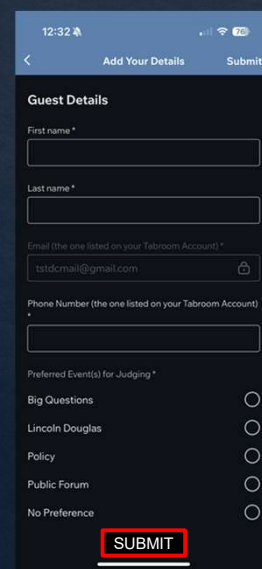 12:32 76
Add Your Details Submit
Guest Details
First name *
Last name *
Email (the one listed on your Tabroom Account) *
tstdcmail@gmail.com
Phone Number (the one listed on your Tabroom Account)
*
Preferred Event(s) for Judging *
Big Questions
Lincoln Douglas
Policy
Public Forum
No Preference
SUBMIT